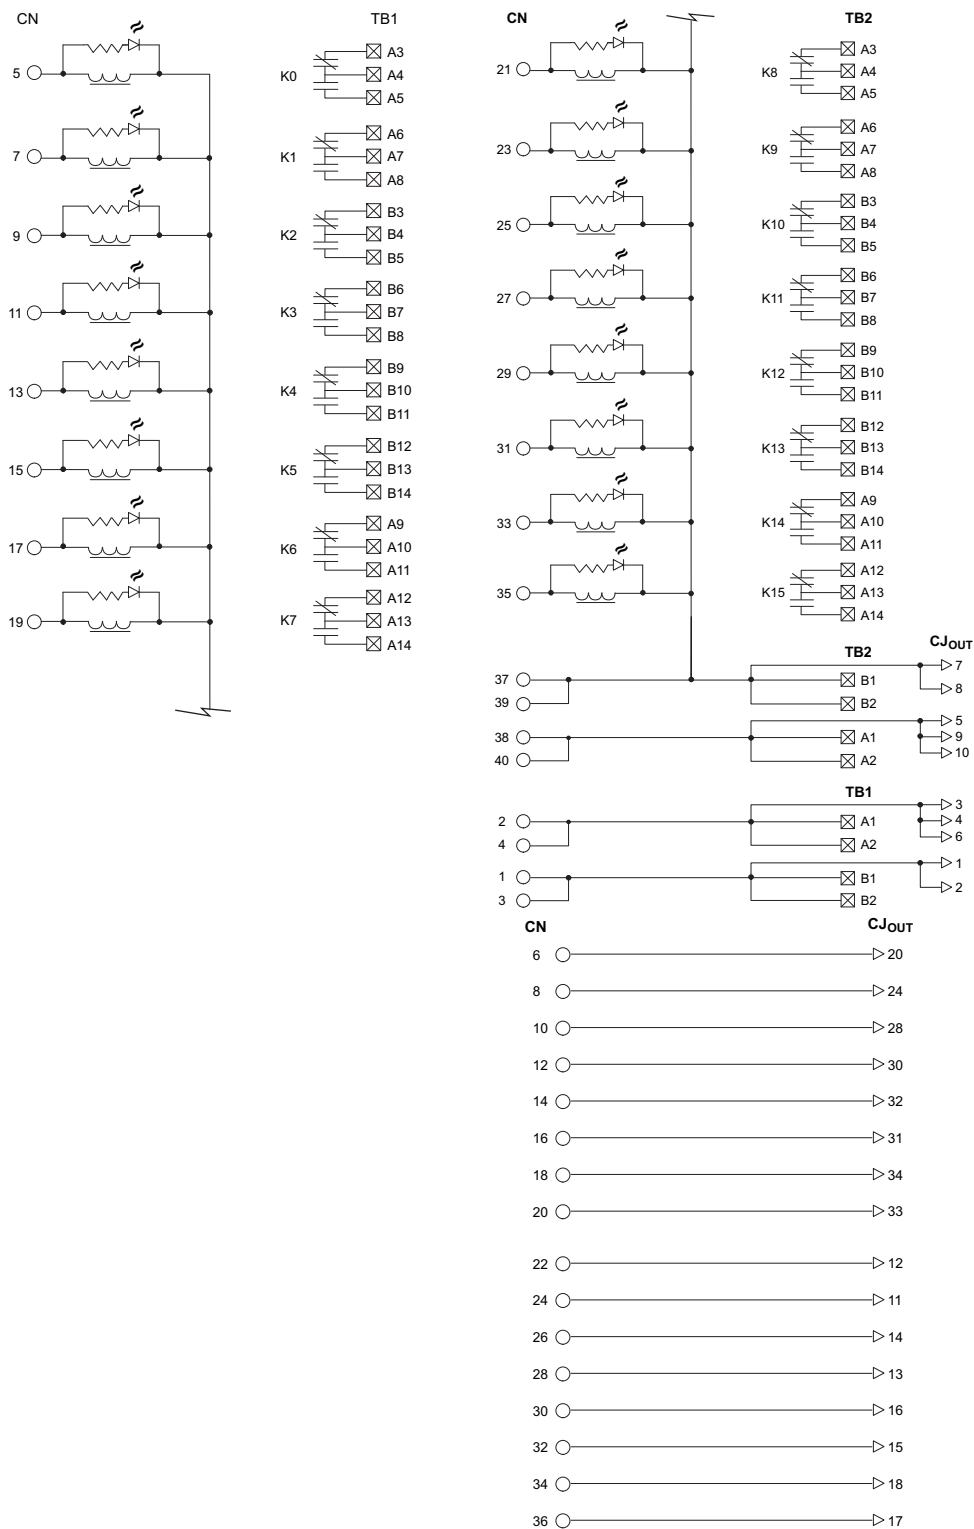 CN TB1
5 K0 A3
A4
A5
7 K1 A6
A7
A8
9 K2 B3
B4
B5
11 K3 B6
B7
B8
13 K4 B9
B10
B11
15 K5 B12
B13
B14
17 K6 A9
A10
A11
19 K7 A12
A13
A14
CN TB2
21 K8 A3
A4
A5
23 K9 A6
A7
A8
25 K10 B3
B4
B5
27 K11 B6
B7
B8
29 K12 B9
B10
B11
31 K13 B12
B13
B14
33 K14 A9
A10
A11
35 K15 A12
A13
A14
TB2 CJOUT
7
37 B1
8
39 B2
5
38 A1 9
10
40 A2
TB1
3
2 A1 4
6
4 A2
1
1 B1
2
3 B2
CN CJOUT
6 20
8 24
10 28
12 30
14 32
16 31
18 34
20 33
22 12
24 11
26 14
28 13
30 16
32 15
34 18
36 17